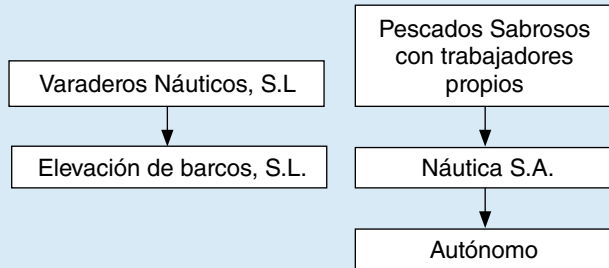 Varaderos Náuticos, S.L
Elevación de barcos, S.L.
Pescados Sabrosos
con trabajadores
propios
Náutica S.A.
Autónomo